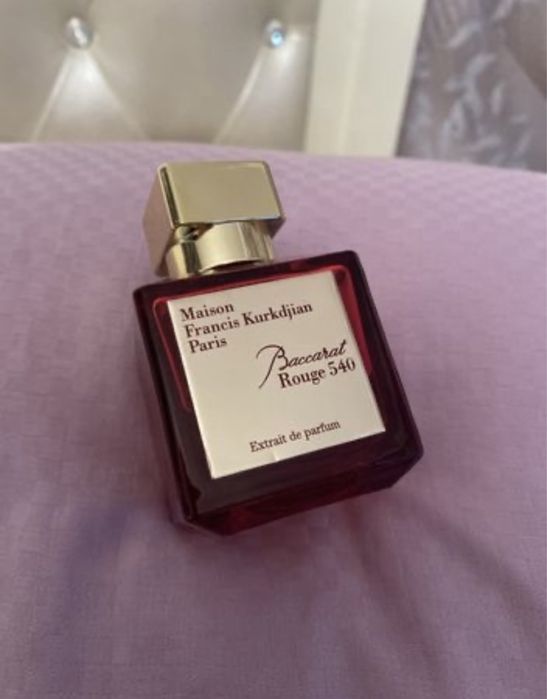 Maison
Francis Kurkdjian
Paris
Baccarat
Rouge 540
Extrait de parfum